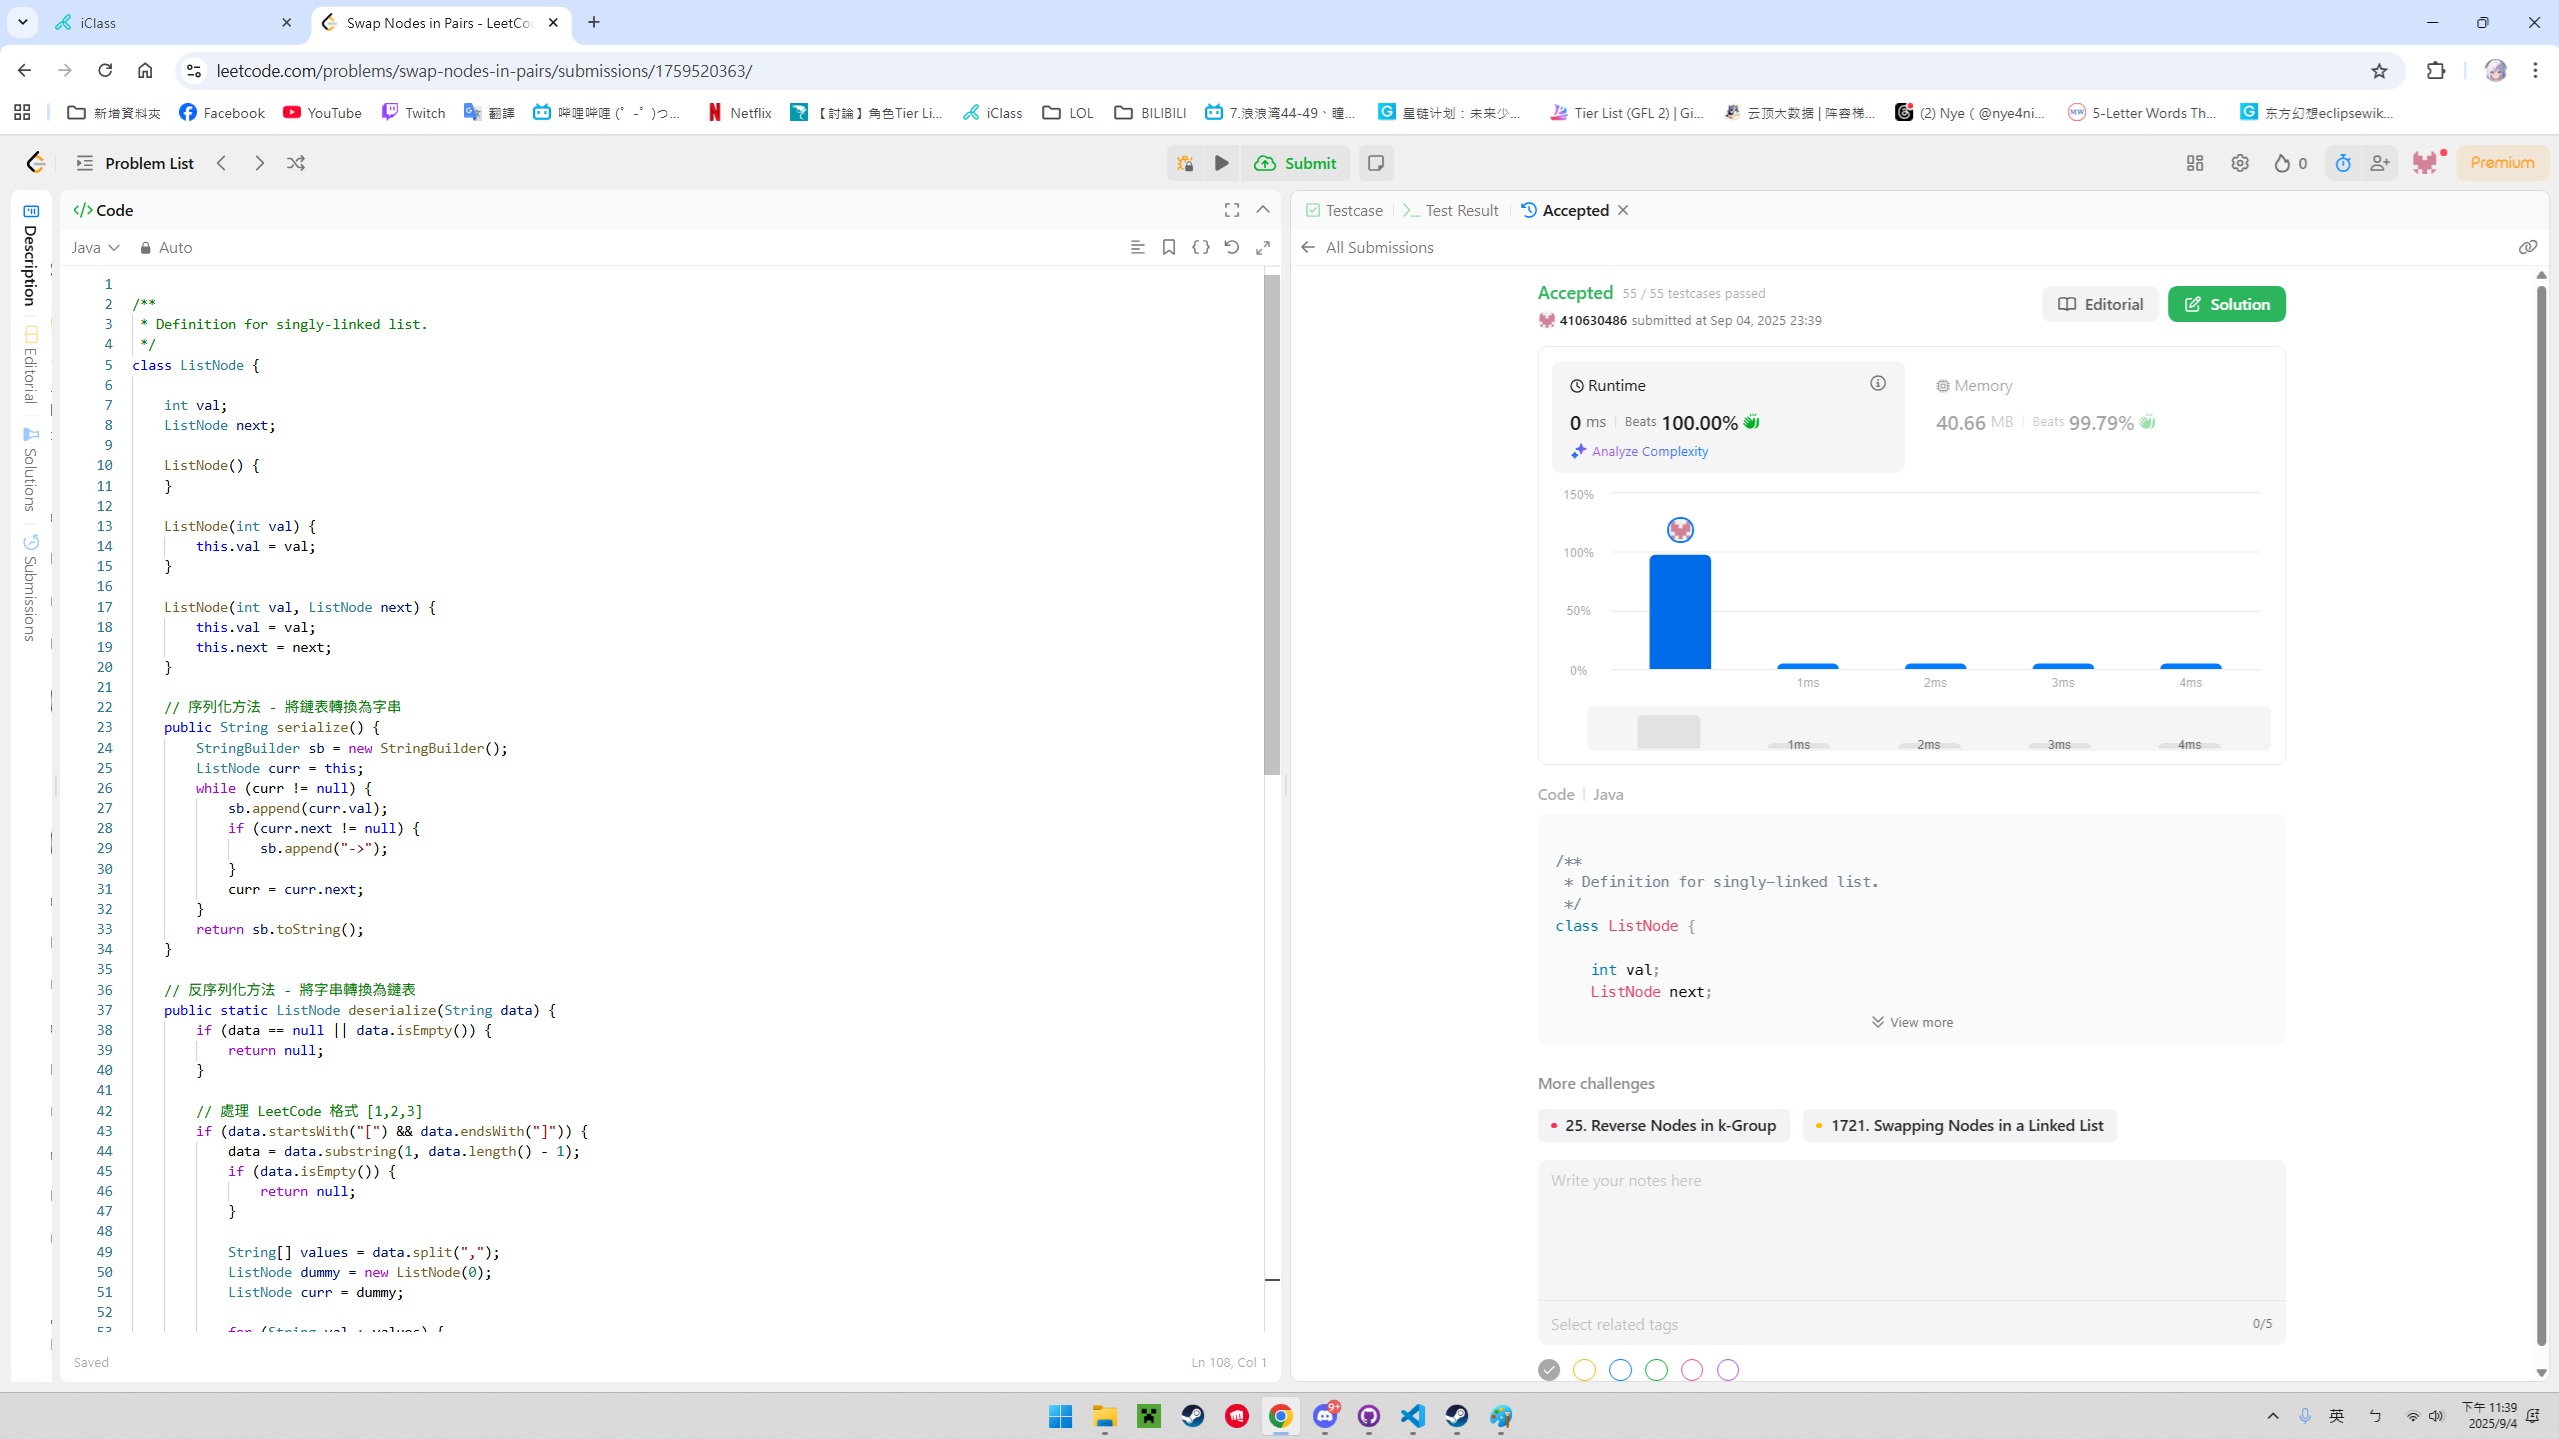 iClass
Swap Nodes in Pairs - LeetCo
leetcode.com/problems/swap-nodes-in-pairs/submissions/1759520363/
新增資料夾 Facebook YouTube Twitch 翻譯 哔哩哔哩 (゜-゜)つ... Netflix 【討論】角色Tier Li... iClass LOL BILIBILI 7.浪浪湾44-49、瞳... 星链计划：未来少... Tier List (GFL 2) | Gi... 云顶大数据 | 阵容梯... (2) Nye ( @nye4ni... 5-Letter Words Th... 东方幻想eclipsewik...
Problem List
Submit
0
Premium
Description
Editorial
Solutions
Submissions
Code
Java Auto
1
2 /**
3 * Definition for singly-linked list.
4 */
5 class ListNode {
6
7 int val;
8 ListNode next;
9
10 ListNode() {
11 }
12
13 ListNode(int val) {
14 this.val = val;
15 }
16
17 ListNode(int val, ListNode next) {
18 this.val = val;
19 this.next = next;
20 }
21
22 // 序列化方法 - 將鏈表轉換為字串
23 public String serialize() {
24 StringBuilder sb = new StringBuilder();
25 ListNode curr = this;
26 while (curr != null) {
27 sb.append(curr.val);
28 if (curr.next != null) {
29 sb.append("->");
30 }
31 curr = curr.next;
32 }
33 return sb.toString();
34 }
35
36 // 反序列化方法 - 將字串轉換為鏈表
37 public static ListNode deserialize(String data) {
38 if (data == null || data.isEmpty()) {
39 return null;
40 }
41
42 // 處理 LeetCode 格式 [1,2,3]
43 if (data.startsWith("[") && data.endsWith("]")) {
44 data = data.substring(1, data.length() - 1);
45 if (data.isEmpty()) {
46 return null;
47 }
48
49 String[] values = data.split(",");
50 ListNode dummy = new ListNode(0);
51 ListNode curr = dummy;
52
53 for (String val : values) {
Saved
Ln 108, Col 1
Testcase Test Result Accepted
All Submissions
Accepted 55 / 55 testcases passed
410630486 submitted at Sep 04, 2025 23:39
Editorial
Solution
Runtime
0 ms Beats 100.00%
Analyze Complexity
Memory
40.66 MB Beats 99.79%
150%
100%
50%
0%
1ms 2ms 3ms 4ms
1ms 2ms 3ms 4ms
Code Java
/**
* Definition for singly-linked list.
*/
class ListNode {
int val;
ListNode next;
View more
More challenges
25. Reverse Nodes in k-Group
1721. Swapping Nodes in a Linked List
Write your notes here
Select related tags
0/5
9+
英
ㄅ
下午 11:39
2025/9/4